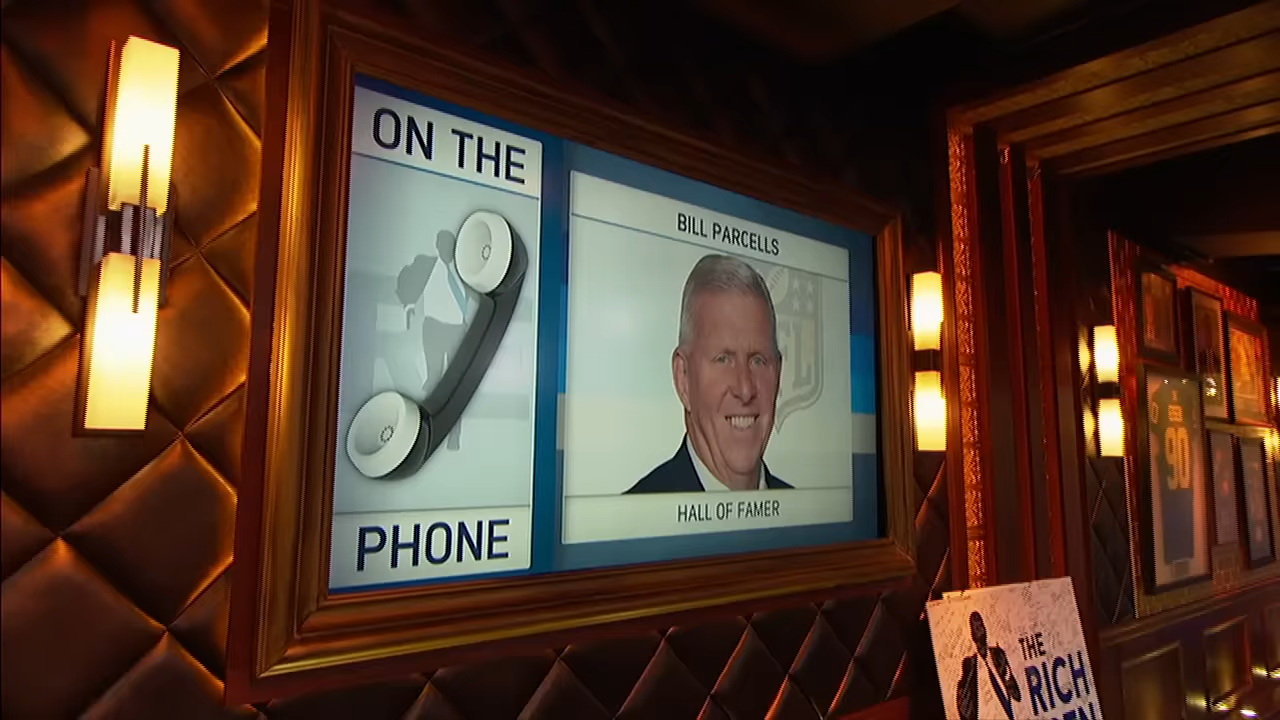 ON THE
PHONE
BILL PARCELLS
HALL OF FAMER
90
THE
RICH